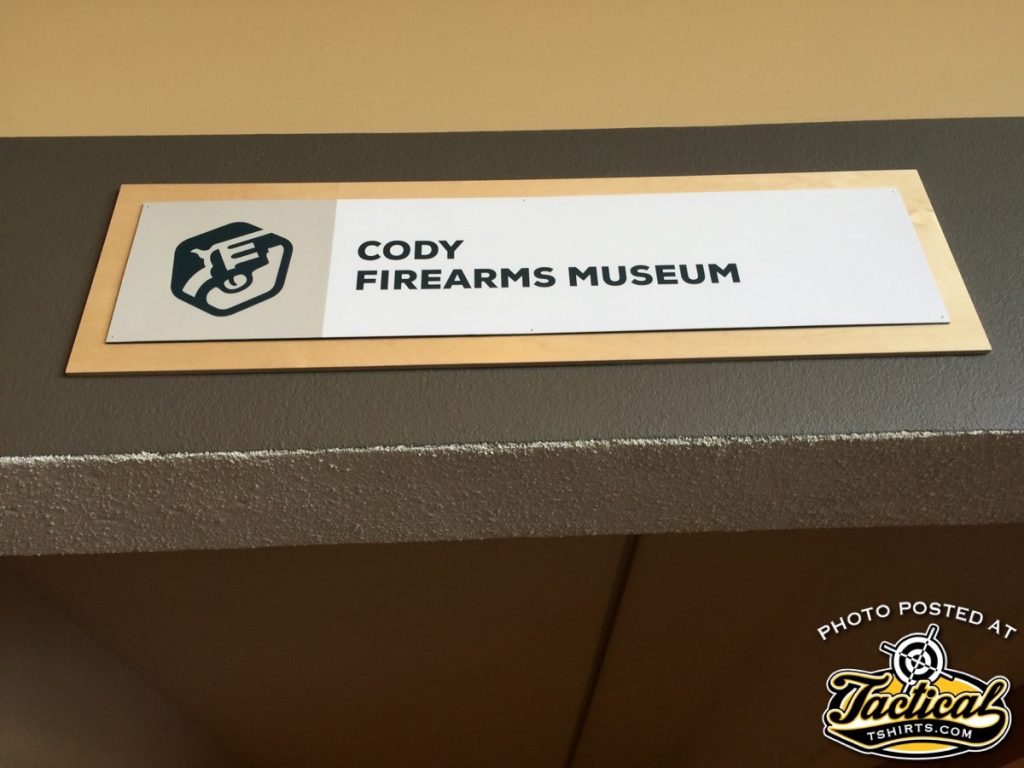 CODY
FIREARMS MUSEUM
PHOTO POSTED AT
Tactical
TSHIRTS.COM